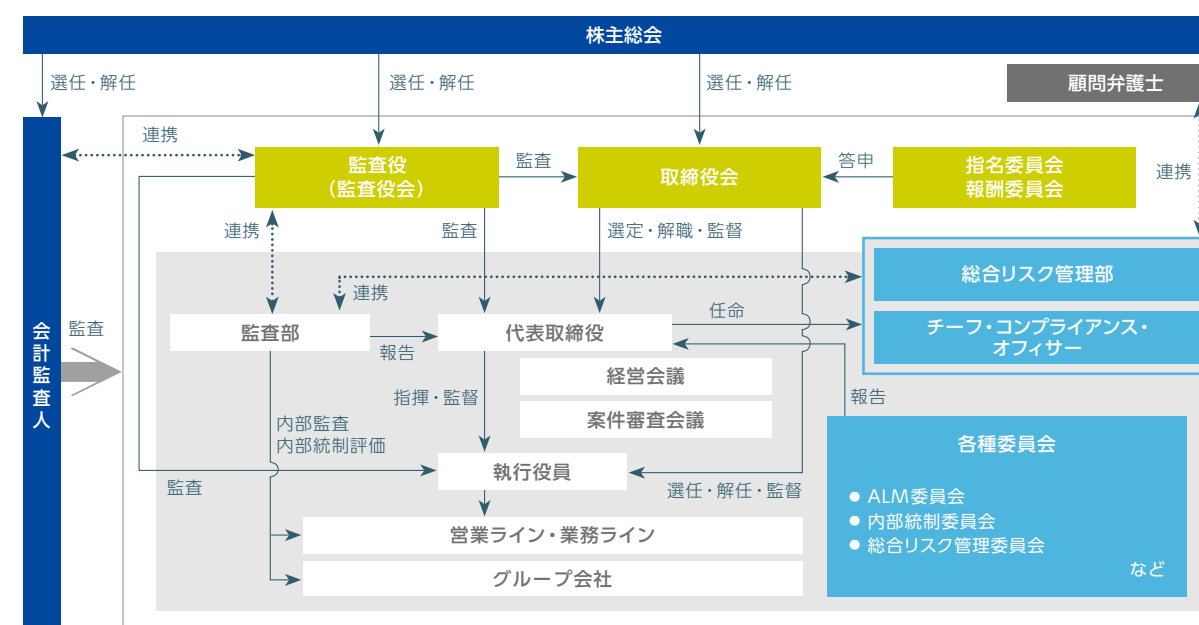 株主総会
選任・解任
選任・解任
選任・解任
顧問弁護士
連携
監査役
（監査役会）
監査
取締役会
答申
指名委員会
報酬委員会
連携
連携
監査
選定・解職・監督
総合リスク管理部
連携
会計監査人
監査
監査部
報告
代表取締役
任命
チーフ・コンプライアンス・
オフィサー
経営会議
指揮・監督
案件審査会議
報告
内部監査
内部統制評価
各種委員会
執行役員
監査
選任・解任・監督
● ALM委員会
● 内部統制委員会
● 総合リスク管理委員会
など
営業ライン・業務ライン
グループ会社